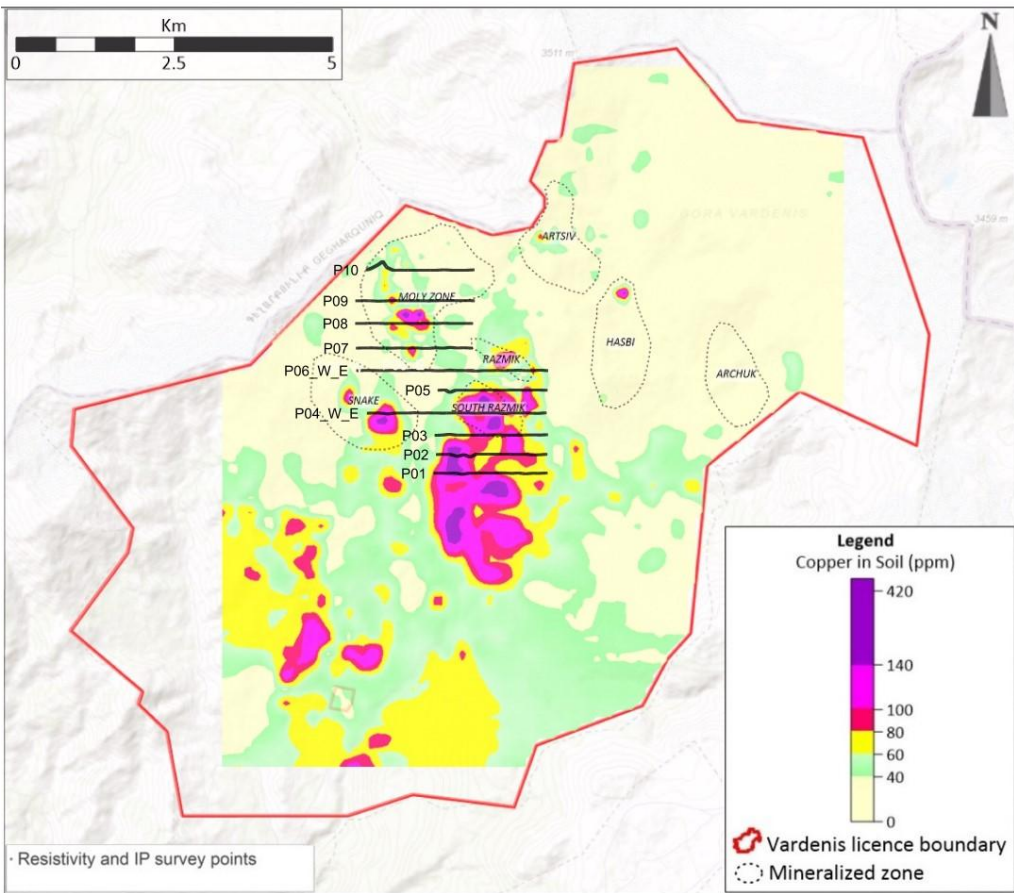 Km
0 2.5 5
N
3511 m
GORA VARDENIS
3459 m
ARTSIV
P10
P09
MOLY ZONE
P08
P07
RAZMIK
HASBI
P06_W_E
ARCHUK
P05
SNAKE
SOUTH RAZMIK
P04_W_E
P03
P02
P01
Legend
Copper in Soil (ppm)
420
140
100
80
60
40
0
Vardenis licence boundary
Mineralized zone
· Resistivity and IP survey points